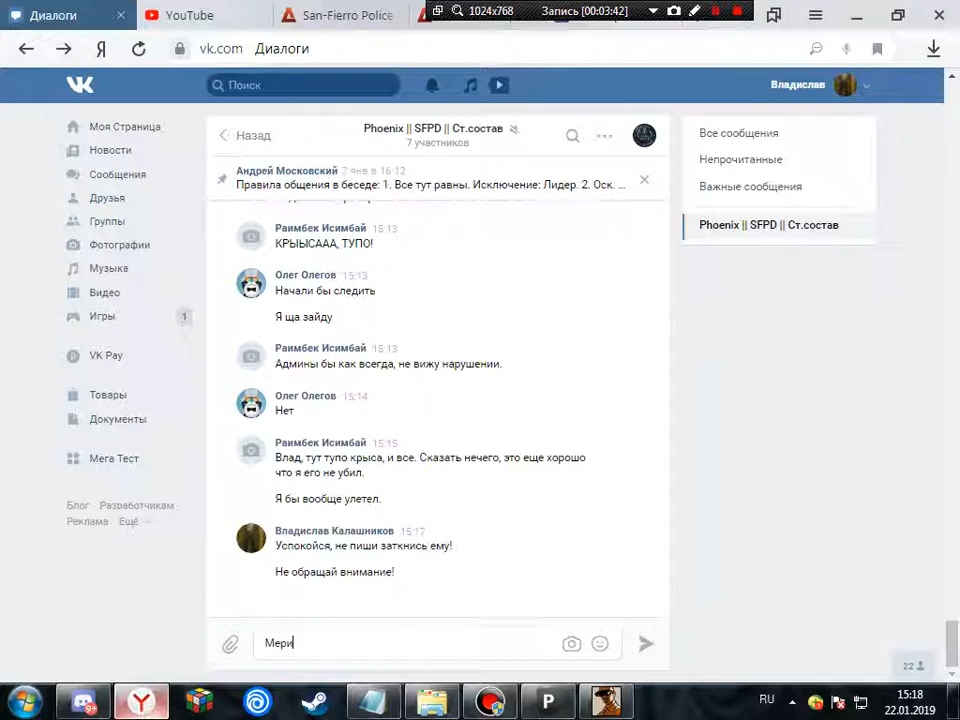 Диалоги
YouTube
San-Fierro Police
1024x768
Запись [00:03:42]
Я
vk.com Диалоги
Поиск
Владислав
Моя Страница
Новости
Сообщения
Друзья
Группы
Фотографии
Музыка
Видео
Игры
1
VK Pay
Товары
Документы
Мега Тест
Блог Разработчикам
Реклама Ещё
Назад
Phoenix || SFPD || Ст.состав
7 участников
Андрей Московский 7 янв в 16:12
Правила общения в беседе: 1. Все тут равны. Исключение: Лидер. 2. Оск. ...
Раимбек Исимбай 15:13
КРЫЫСААА, ТУПО!
Олег Олегов 15:13
Начали бы следить
Я ща зайду
Раимбек Исимбай 15:13
Админы бы как всегда, не вижу нарушении.
Олег Олегов 15:14
Нет
Раимбек Исимбай 15:15
Влад, тут тупо крыса, и все. Сказать нечего, это еще хорошо
что я его не убил.
Я бы вообще улетел.
Владислав Калашников 15:17
Успокойся, не пиши заткнись ему!
Не обращай внимание!
Мери
Все сообщения
Непрочитанные
Важные сообщения
Phoenix || SFPD || Ст.состав
22
Y
P
RU
15:18
22.01.2019